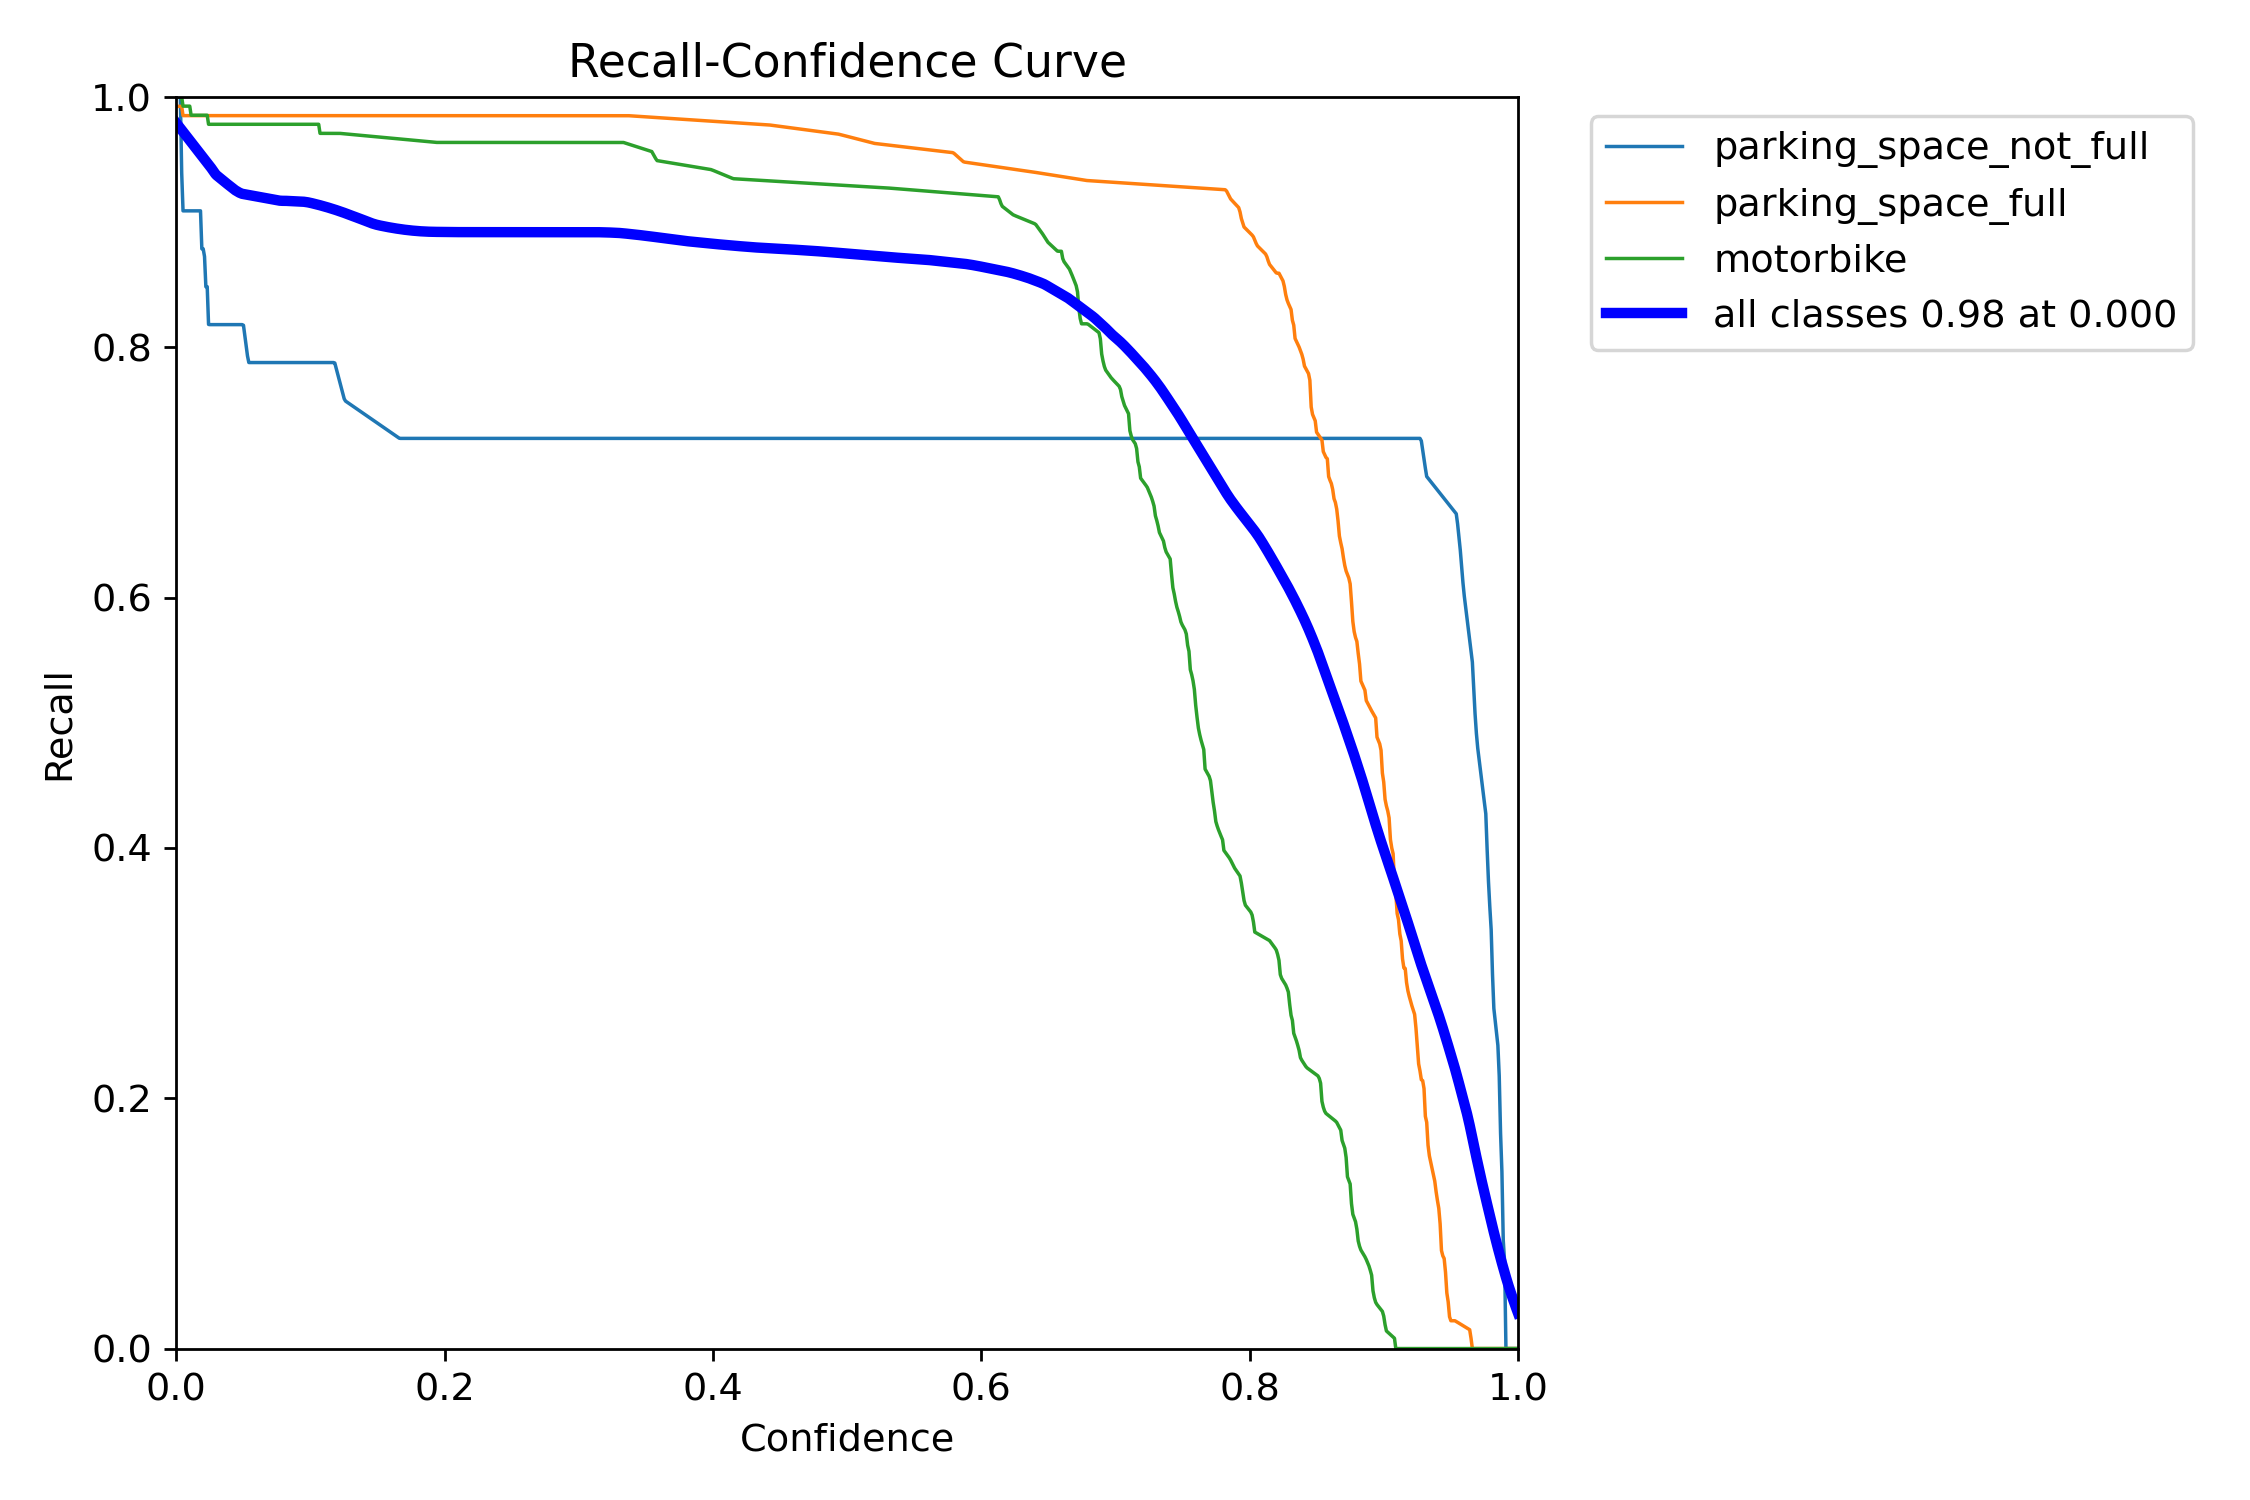 Recall-Confidence Curve
1.0
0.8
0.6
0.4
0.2
0.0
Recall
0.0 0.2 0.4 0.6 0.8 1.0
Confidence
parking_space_not_full
parking_space_full
motorbike
all classes 0.98 at 0.000